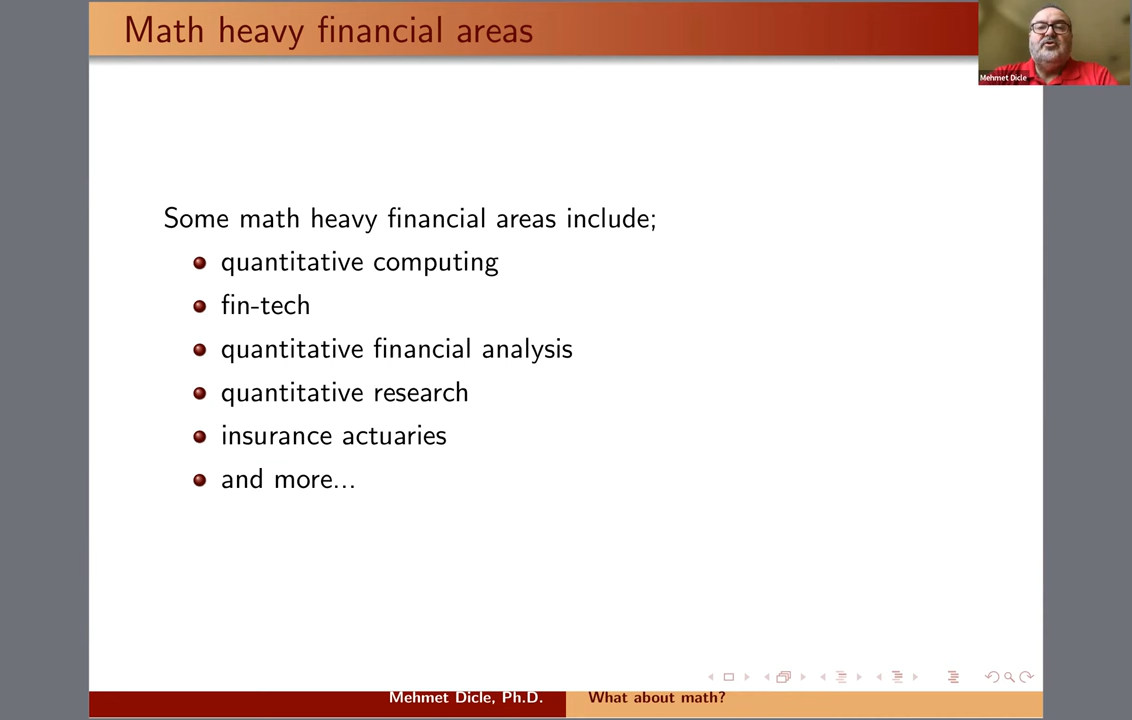 Math heavy financial areas
Mehmet Dicle
Some math heavy financial areas include;
quantitative computing
fin-tech
quantitative financial analysis
quantitative research
insurance actuaries
and more...
Mehmet Dicle, Ph.D.
What about math?